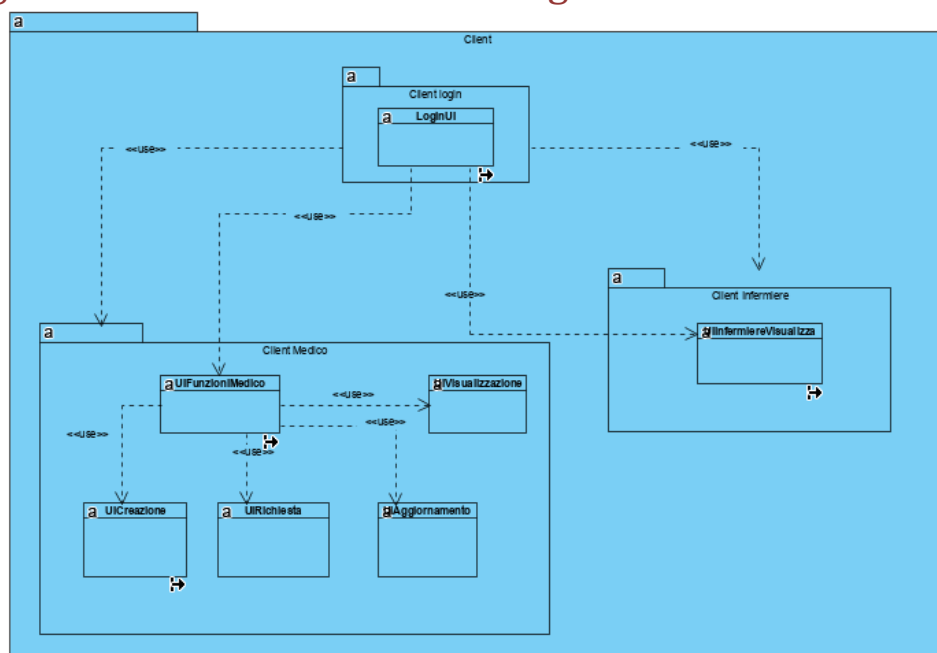 a
Client
a
Client login
a LoginUI
<<use>>
<<use>>
<<use>>
<<use>>
a
Client Infermiere
a UIInfermiereVisualizza
a
Client Medico
a UIFunzioniMedico
a UIVisualizzazione
<<use>>
<<use>>
<<use>>
<<use>>
a UICreazione
a UIRichiesta
a UIAggiornamento